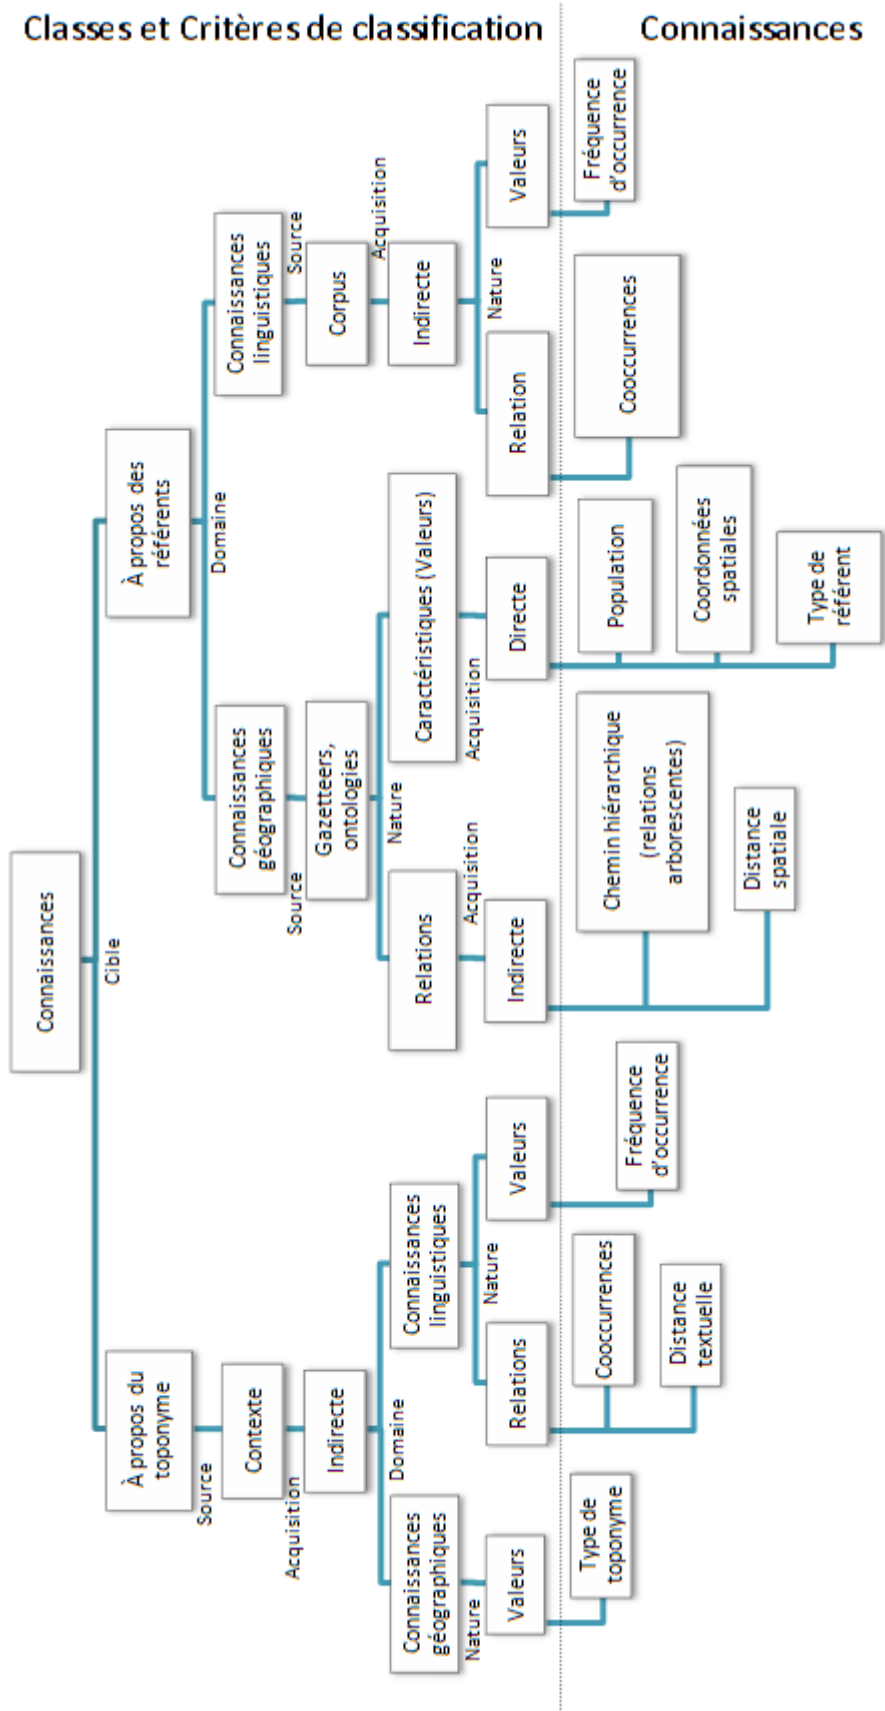 Classes et Critères de classification
Connaissances
Connaissances
Cible
À propos du
toponyme
Source
Contexte
Acquisition
Indirecte
Domaine
Connaissances
géographiques
Nature
Valeurs
Type de
toponyme
Connaissances
linguistiques
Nature
Relations
Cooccurrences
Distance
textuelle
Valeurs
Fréquence
d'occurrence
À propos des
référents
Domaine
Connaissances
géographiques
Source
Gazetteers,
ontologies
Nature
Relations
Acquisition
Indirecte
Chemin hiérarchique
(relations
arborescentes)
Distance
spatiale
Caractéristiques (Valeurs)
Acquisition
Directe
Population
Coordonnées
spatiales
Type de
référent
Connaissances
linguistiques
Source
Corpus
Acquisition
Indirecte
Nature
Relation
Cooccurrences
Valeurs
Fréquence
d'occurrence